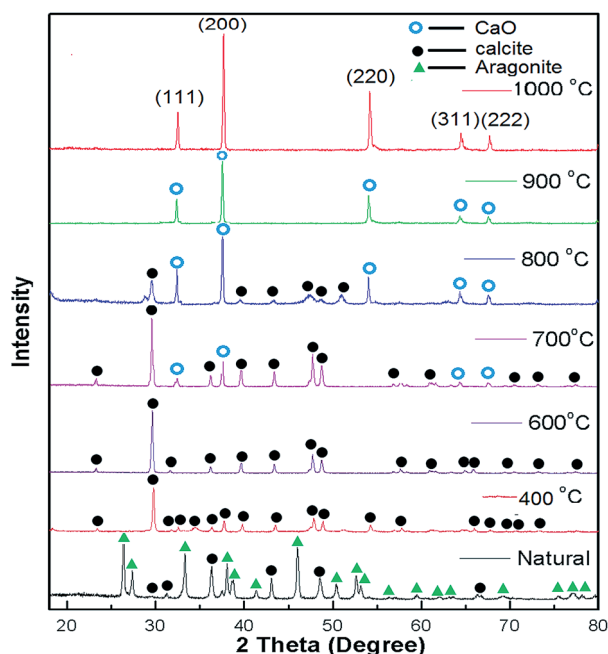 (200)
CaO
calcite
Aragonite
(111)
(220)
1000 °C
(311) (222)
900 °C
800 °C
700°C
600°C
400 °C
Natural
Intensity
20 30 40 50 60 70 80
2 Theta (Degree)